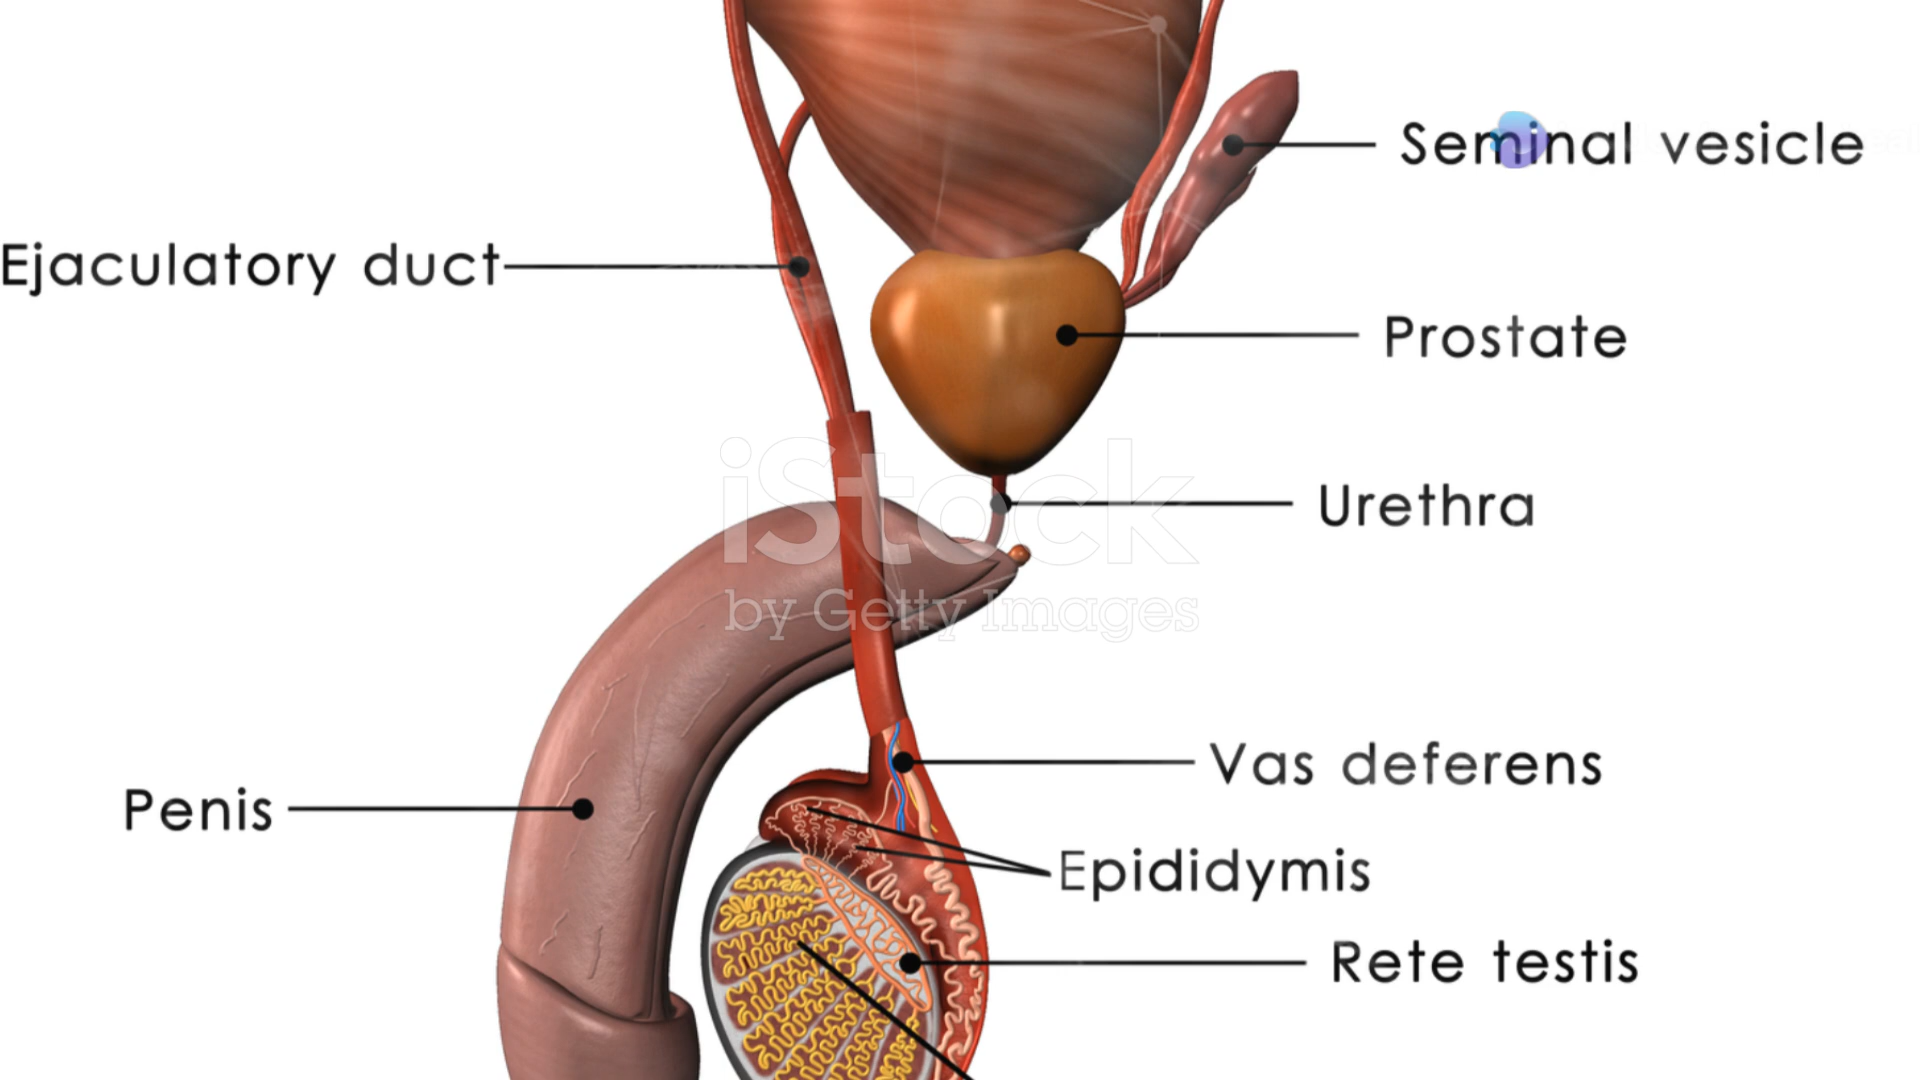 Seminal vesicle
Ejaculatory duct
Prostate
iStock
by Getty Images
Urethra
Vas deferens
Penis
Epididymis
Rete testis